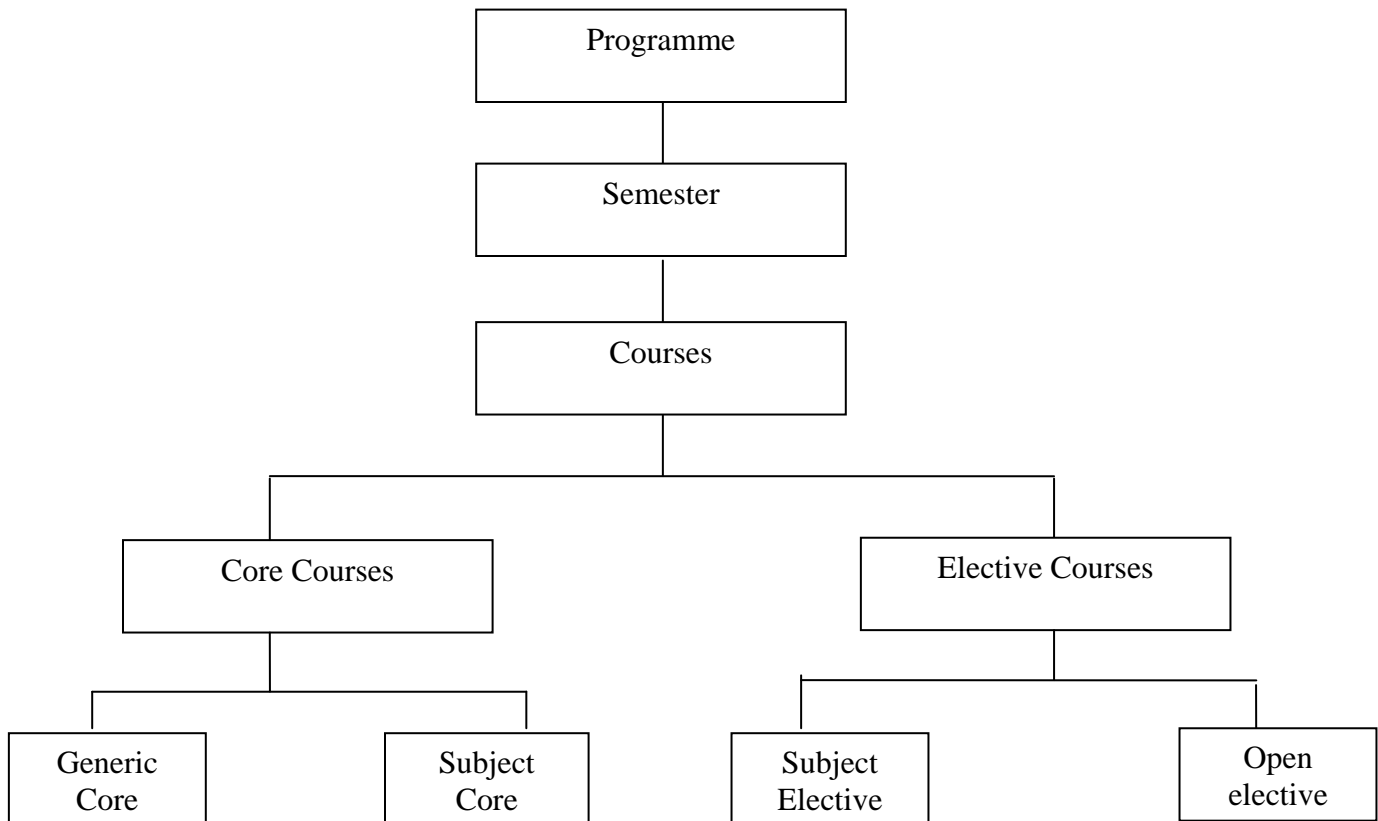 Programme
Semester
Courses
Core Courses
Elective Courses
Generic
Core
Subject
Core
Subject
Elective
Open
elective